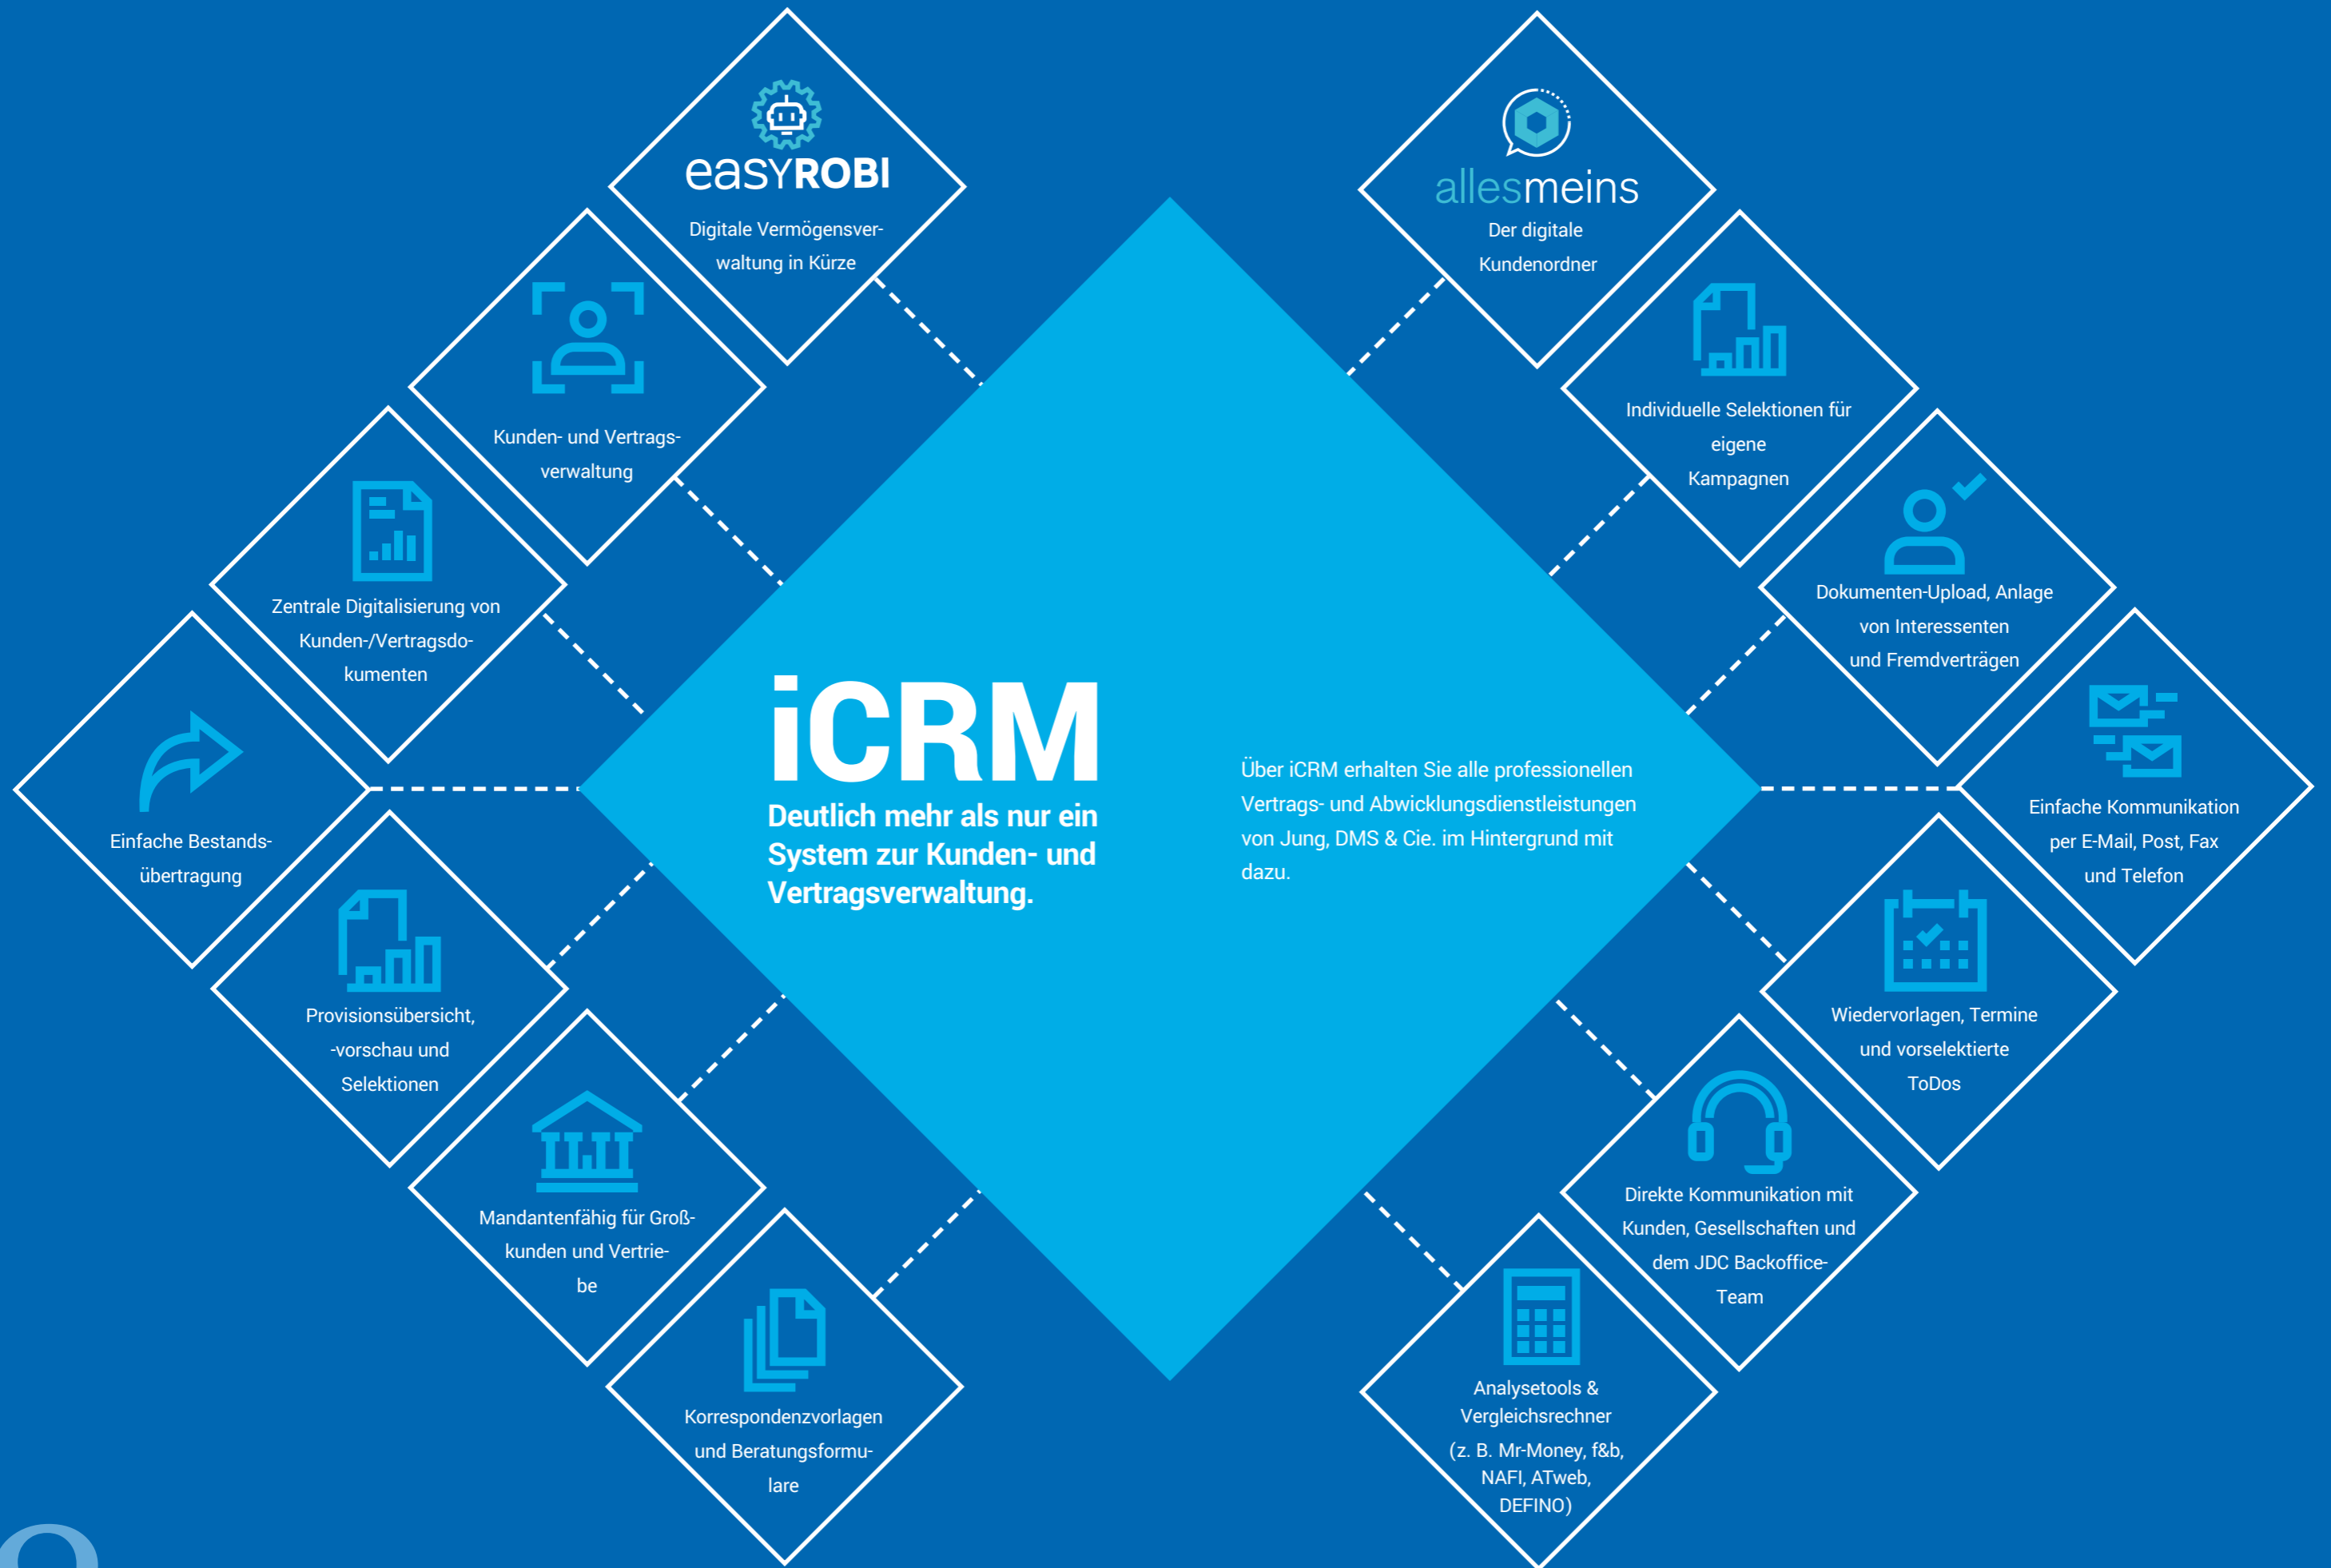 easyROBI
Digitale Vermögensver-
waltung in Kürze
Kunden- und Vertrags-
verwaltung
Zentrale Digitalisierung von
Kunden-/Vertragsdo-
kumenten
Einfache Bestands-
übertragung
Provisionsübersicht,
-vorschau und
Selektionen
Mandantenfähig für Groß-
kunden und Vertrie-
be
Korrespondenzvorlagen
und Beratungsformu-
lare
iCRM
Deutlich mehr als nur ein
System zur Kunden- und
Vertragsverwaltung.
Über iCRM erhalten Sie alle professionellen
Vertrags- und Abwicklungsdienstleistungen
von Jung, DMS & Cie. im Hintergrund mit
dazu.
allesmeins
Der digitale
Kundenordner
Individuelle Selektionen für
eigene
Kampagnen
Dokumenten-Upload, Anlage
von Interessenten
und Fremdverträgen
Einfache Kommunikation
per E-Mail, Post, Fax
und Telefon
Wiedervorlagen, Termine
und vorselektierte
ToDos
Direkte Kommunikation mit
Kunden, Gesellschaften und
dem JDC Backoffice-
Team
Analysetools &
Vergleichsrechner
(z. B. Mr-Money, f&b,
NAFI, ATweb,
DEFINO)